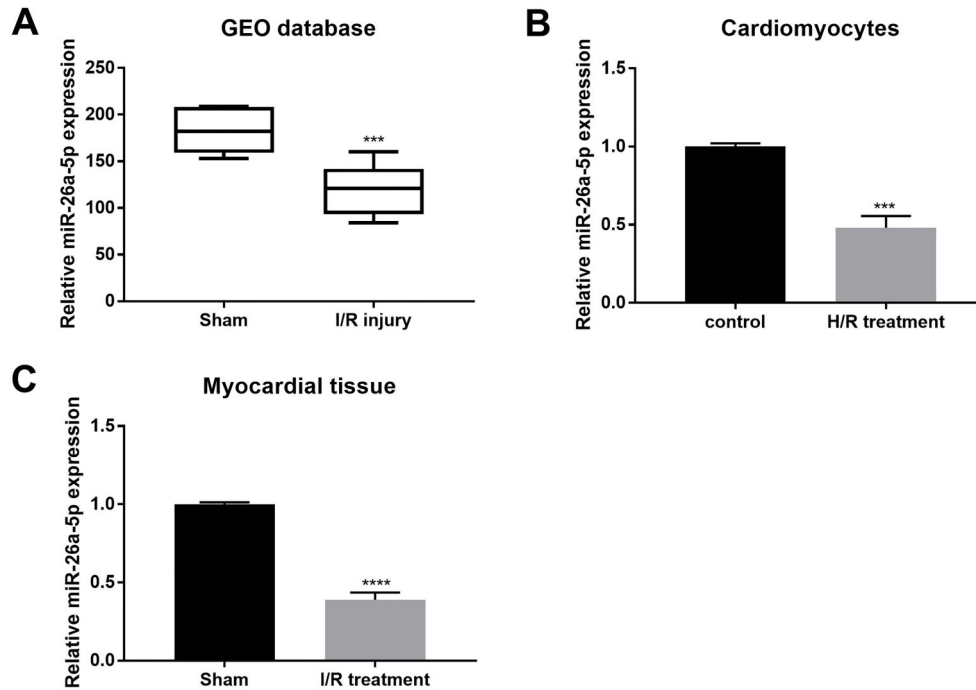 A
GEO database
Relative miR-26a-5p expression
250
200
150
100
50
0
***
Sham
I/R injury
B
Cardiomyocytes
Relative miR-26a-5p expression
1.5
1.0
0.5
0.0
***
control
H/R treatment
C
Myocardial tissue
Relative miR-26a-5p expression
1.5
1.0
0.5
0.0
****
Sham
I/R treatment